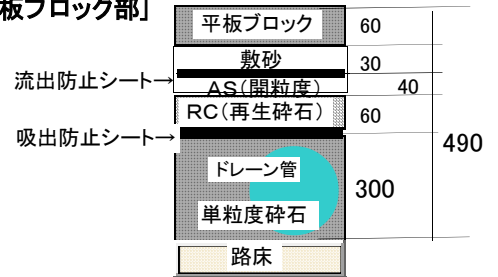 板ブロック部]
平板ブロック 60
敷砂 30
流出防止シート→
AS(開粒度) 40
RC(再生砕石) 60
吸出防止シート→
490
ドレーン管
300
単粒度砕石
路床